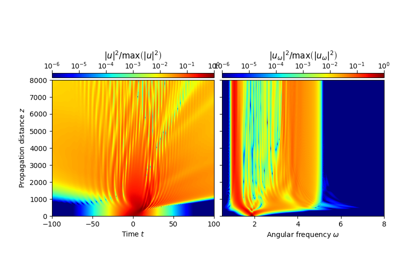 |u|²/max(|u|²)
|u_ω|²/max(|u_ω|²)
10⁻⁶ 10⁻⁵ 10⁻⁴ 10⁻³ 10⁻² 10⁻¹
10⁻⁶ 10⁻⁵ 10⁻⁴ 10⁻³ 10⁻² 10⁻¹ 10⁰
8000
7000
6000
5000
4000
3000
2000
1000
0
Propagation distance z
−100 −50 0 50 100
2 4 6 8
Time t
Angular frequency ω